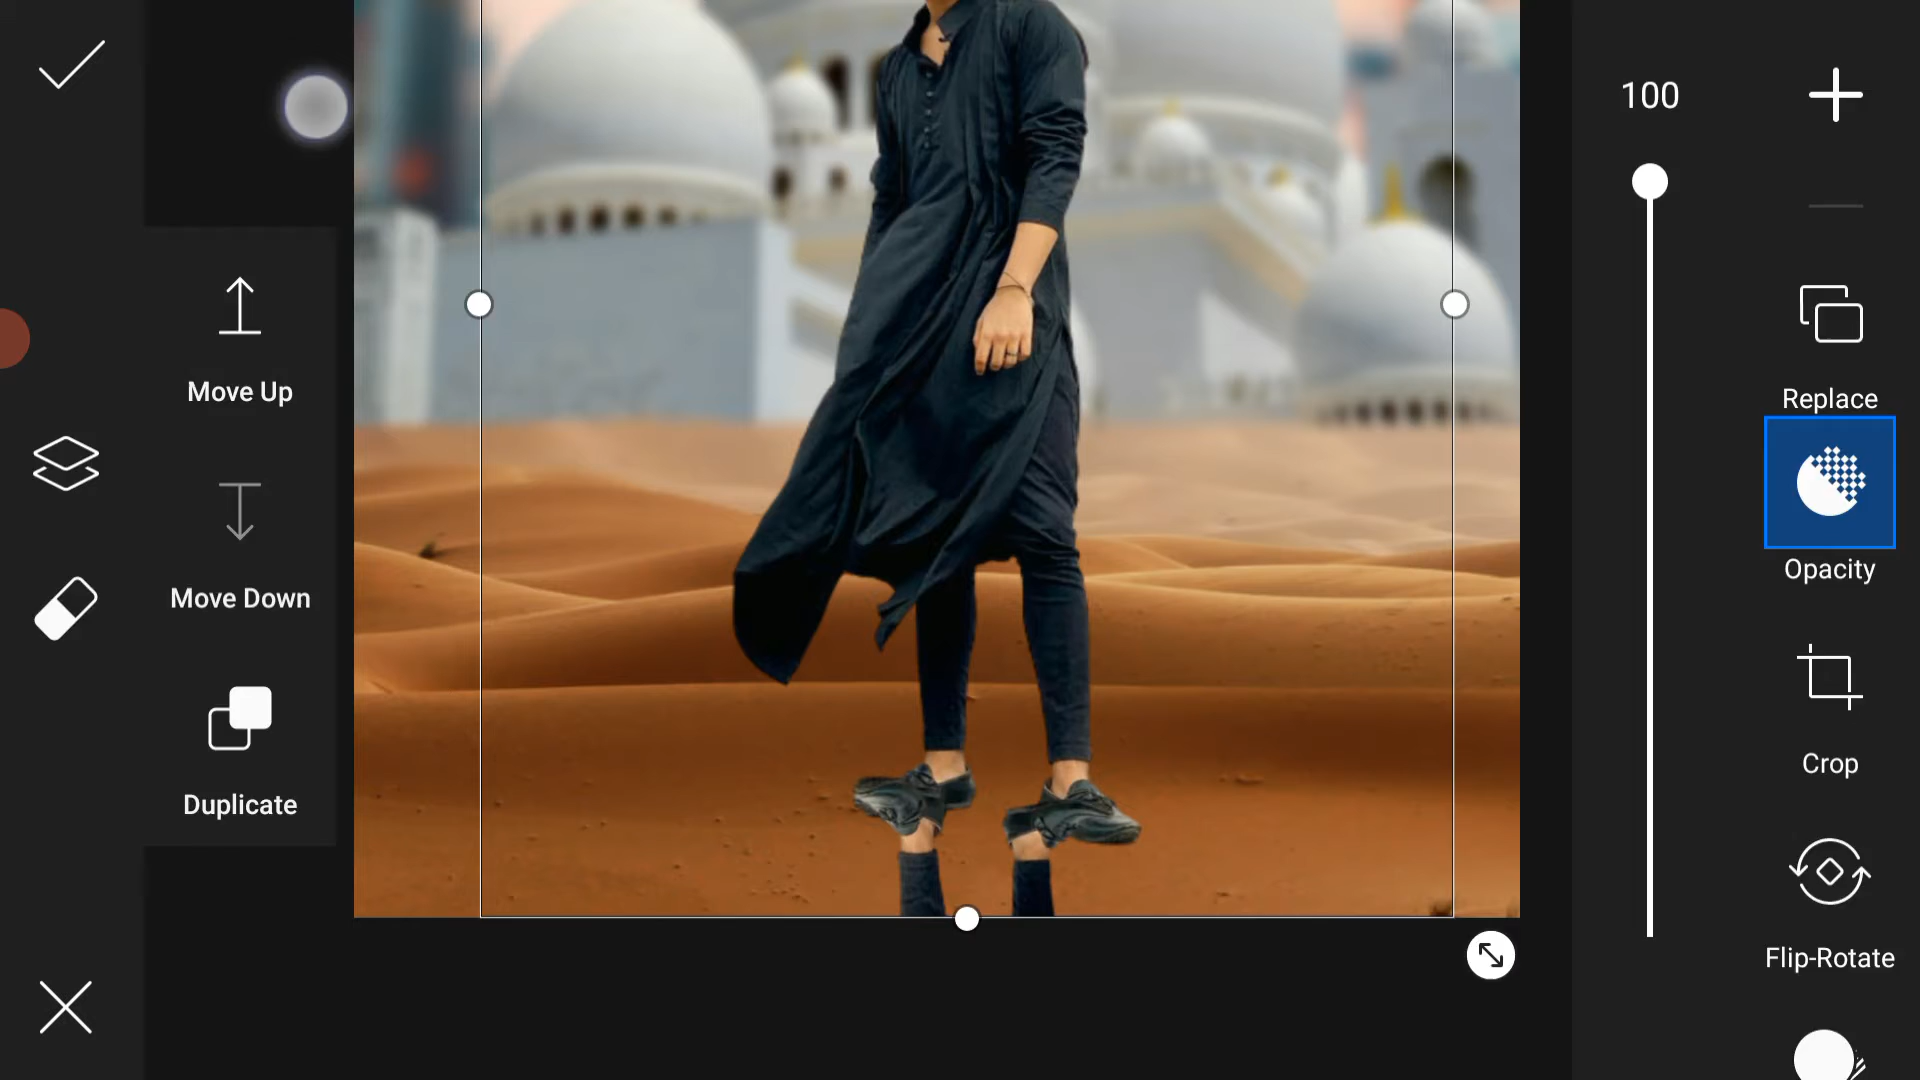 Move Up
Move Down
Duplicate
100
Replace
Opacity
Crop
Flip-Rotate